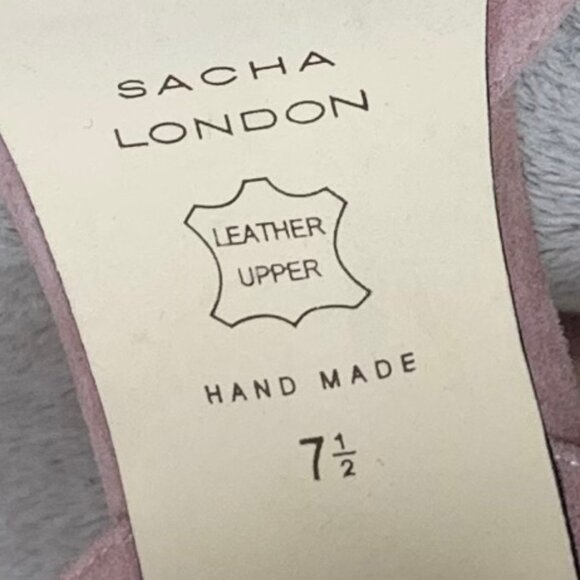 SACHA
LONDON
LEATHER
UPPER
HAND MADE
7½